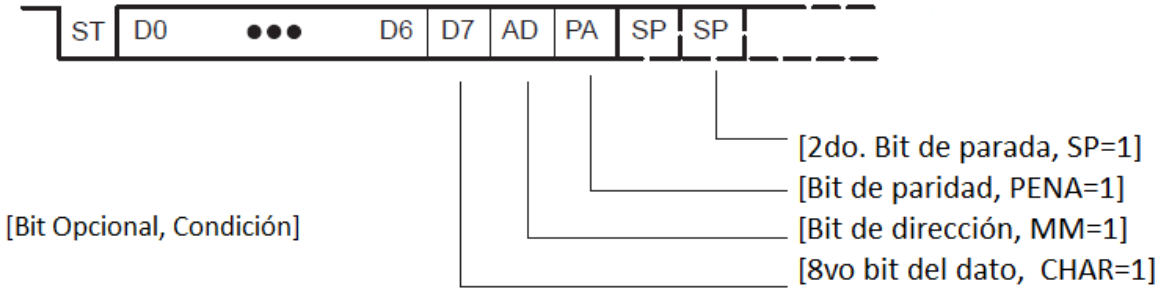 ST D0 ●●● D6 D7 AD PA SP SP
[2do. Bit de parada, SP=1]
[Bit de paridad, PENA=1]
[Bit Opcional, Condición]
[Bit de dirección, MM=1]
[8vo bit del dato, CHAR=1]